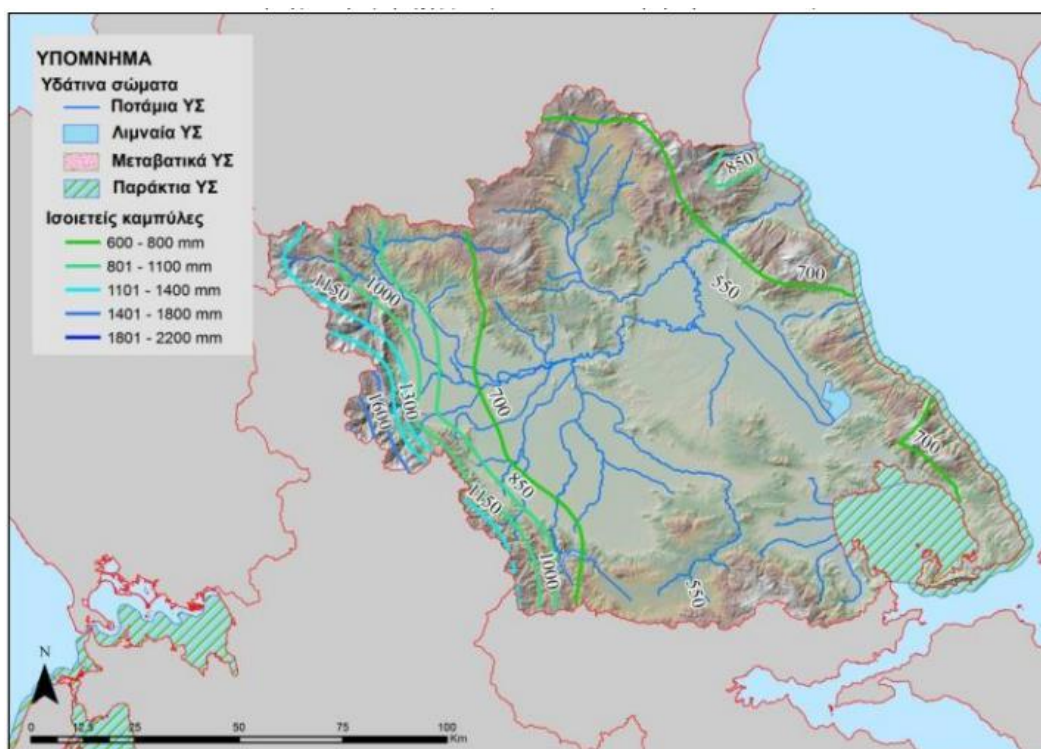 ΥΠΟΜΝΗΜΑ
Υδάτινα σώματα
Ποτάμια ΥΣ
Λιμναία ΥΣ
Μεταβατικά ΥΣ
Παράκτια ΥΣ
Ισοιετείς καμπύλες
600 - 800 mm
801 - 1100 mm
1101 - 1400 mm
1401 - 1800 mm
1801 - 2200 mm
850
1150
1000
700
550
1300
1600
700
700
850
1150
1000
550
N
0 12,5 25 50 75 100
Km